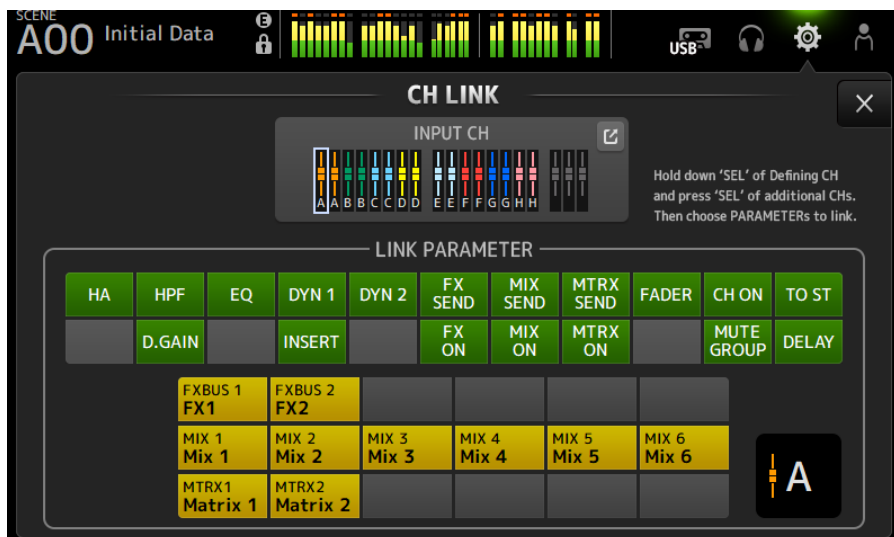 SCENE
A00 Initial Data
E
USB
CH LINK
INPUT CH
A A B B C C D D E E F F G G H H
Hold down ‘SEL’ of Defining CH
and press ‘SEL’ of additional CHs.
Then choose PARAMETERs to link.
LINK PARAMETER
HA HPF EQ DYN 1 DYN 2 FX SEND MIX SEND MTRX SEND FADER CH ON TO ST
D.GAIN INSERT FX ON MIX ON MTRX ON MUTE GROUP DELAY
FXBUS 1 FXBUS 2
FX1 FX2
MIX 1 MIX 2 MIX 3 MIX 4 MIX 5 MIX 6
Mix 1 Mix 2 Mix 3 Mix 4 Mix 5 Mix 6
MTRX1 MTRX2
Matrix 1 Matrix 2
A